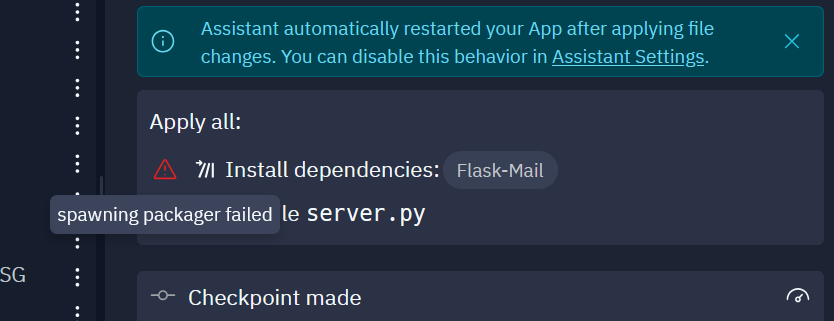 Assistant automatically restarted your App after applying file
changes. You can disable this behavior in Assistant Settings.
Apply all:
Install dependencies: Flask-Mail
spawning packager failed
le server.py
SG
Checkpoint made